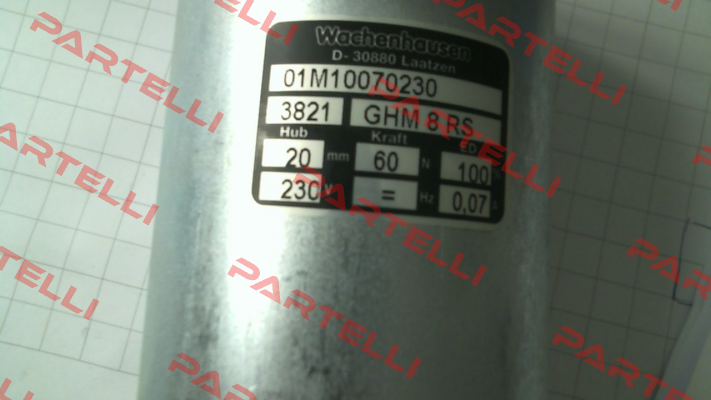 Wachenhausen
D- 30880 Laatzen
01M10070230
3821 GHM 8 RS
Hub Kraft ED
20 mm 60 N 100 %
230 V = Hz 0,07 A
PARTELLI
PARTELLI
PARTELLI
PARTELLI
PARTELLI
PARTELLI
PARTELLI
PARTELLI
PARTELLI
PARTELLI